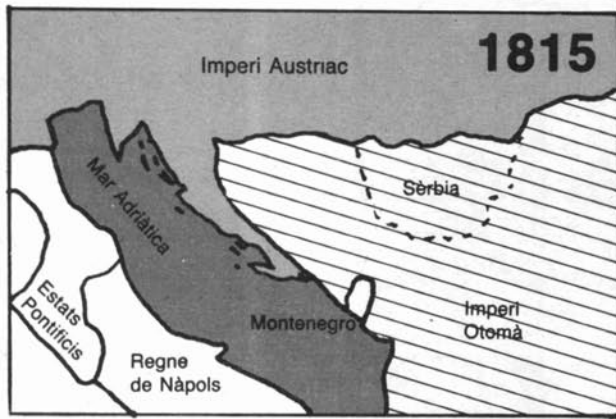 1815
Imperi Austriac
Mar Adriàtica
Sèrbia
Estats
Pontificis
Montenegro
Imperi
Otomà
Regne
de Nàpols